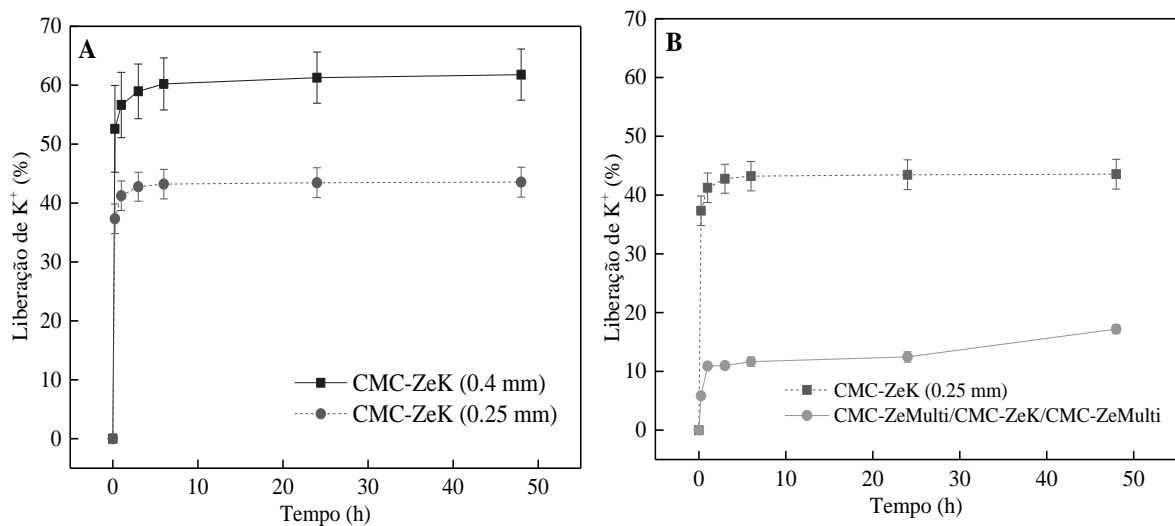 A
Liberação de K⁺ (%)
70
60
50
40
30
20
10
0
CMC-ZeK (0.4 mm)
CMC-ZeK (0.25 mm)
0 10 20 30 40 50 60
Tempo (h)
B
Liberação de K⁺ (%)
70
60
50
40
30
20
10
0
CMC-ZeK (0.25 mm)
CMC-ZeMulti/CMC-ZeK/CMC-ZeMulti
0 10 20 30 40 50
Tempo (h)